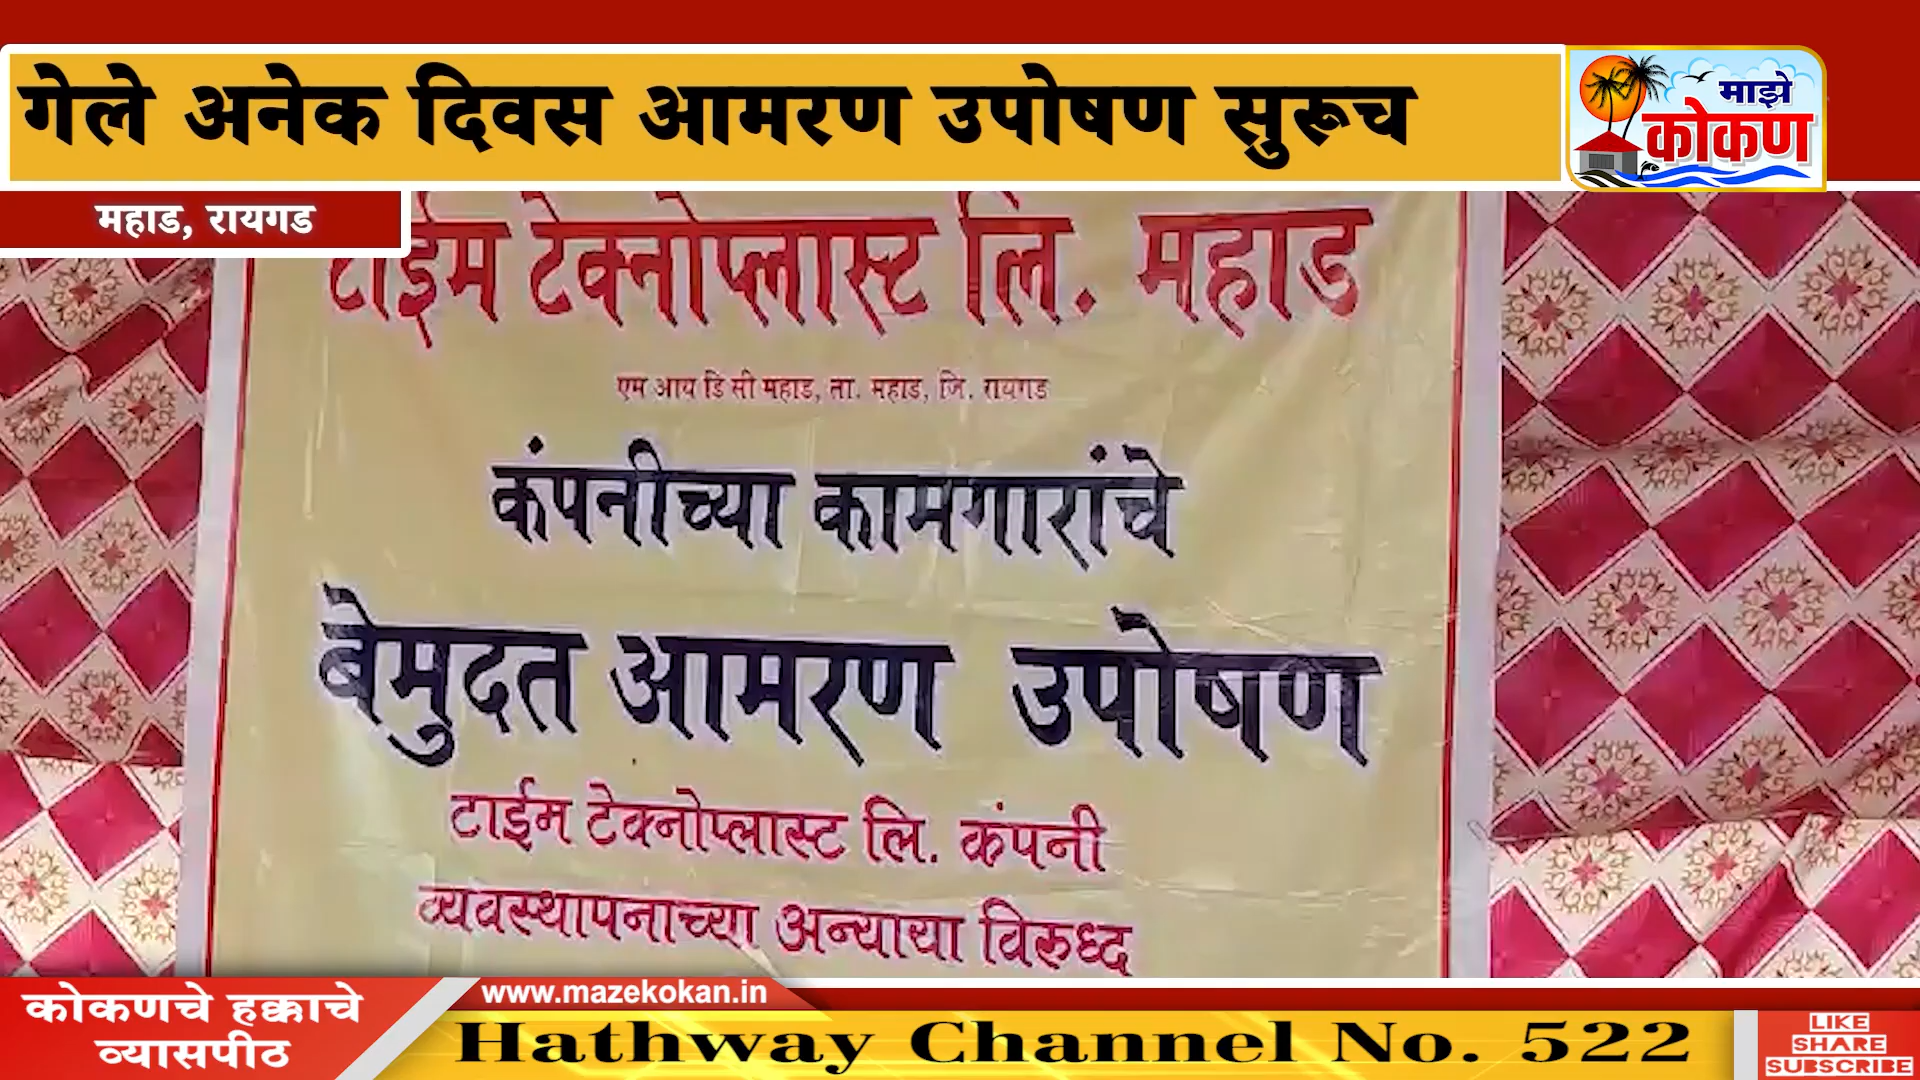 गेले अनेक दिवस आमरण उपोषण सुरूच
माझे
कोकण
महाड, रायगड
टाईम टेक्नोप्लास्ट लि. महाड
एम आय डि सी महाड, ता. महाड, जि. रायगड
कंपनीच्या कामगारांचे
बेमुदत आमरण उपोषण
टाईम टेक्नोप्लास्ट लि. कंपनी
व्यवस्थापनाच्या अन्याया विरुध्द
कोकणचे हक्काचे
व्यासपीठ
www.mazekokan.in
Hathway Channel No. 522
LIKE
SHARE
SUBSCRIBE